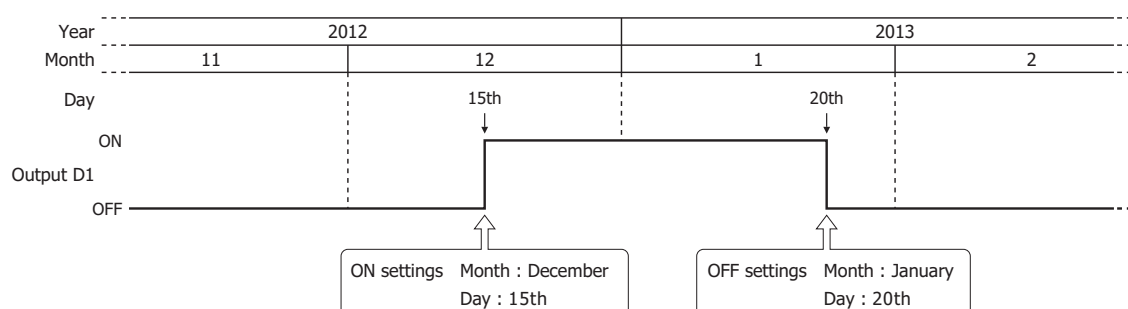 Year 2012 2013
Month 11 12 1 2
Day 15th 20th
ON
Output D1
OFF
ON settings Month : December
Day : 15th
OFF settings Month : January
Day : 20th